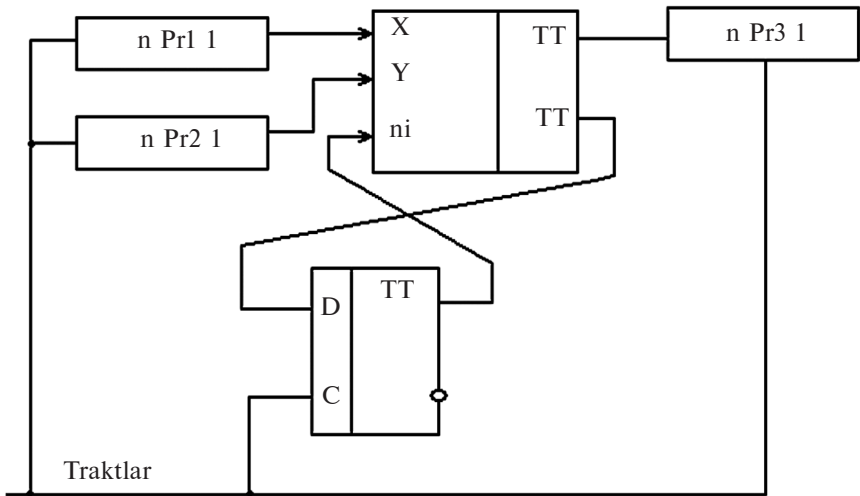 n Pr1 1
X
TT
n Pr3 1
Y
n Pr2 1
ni
TT
D
TT
C
Traktlar